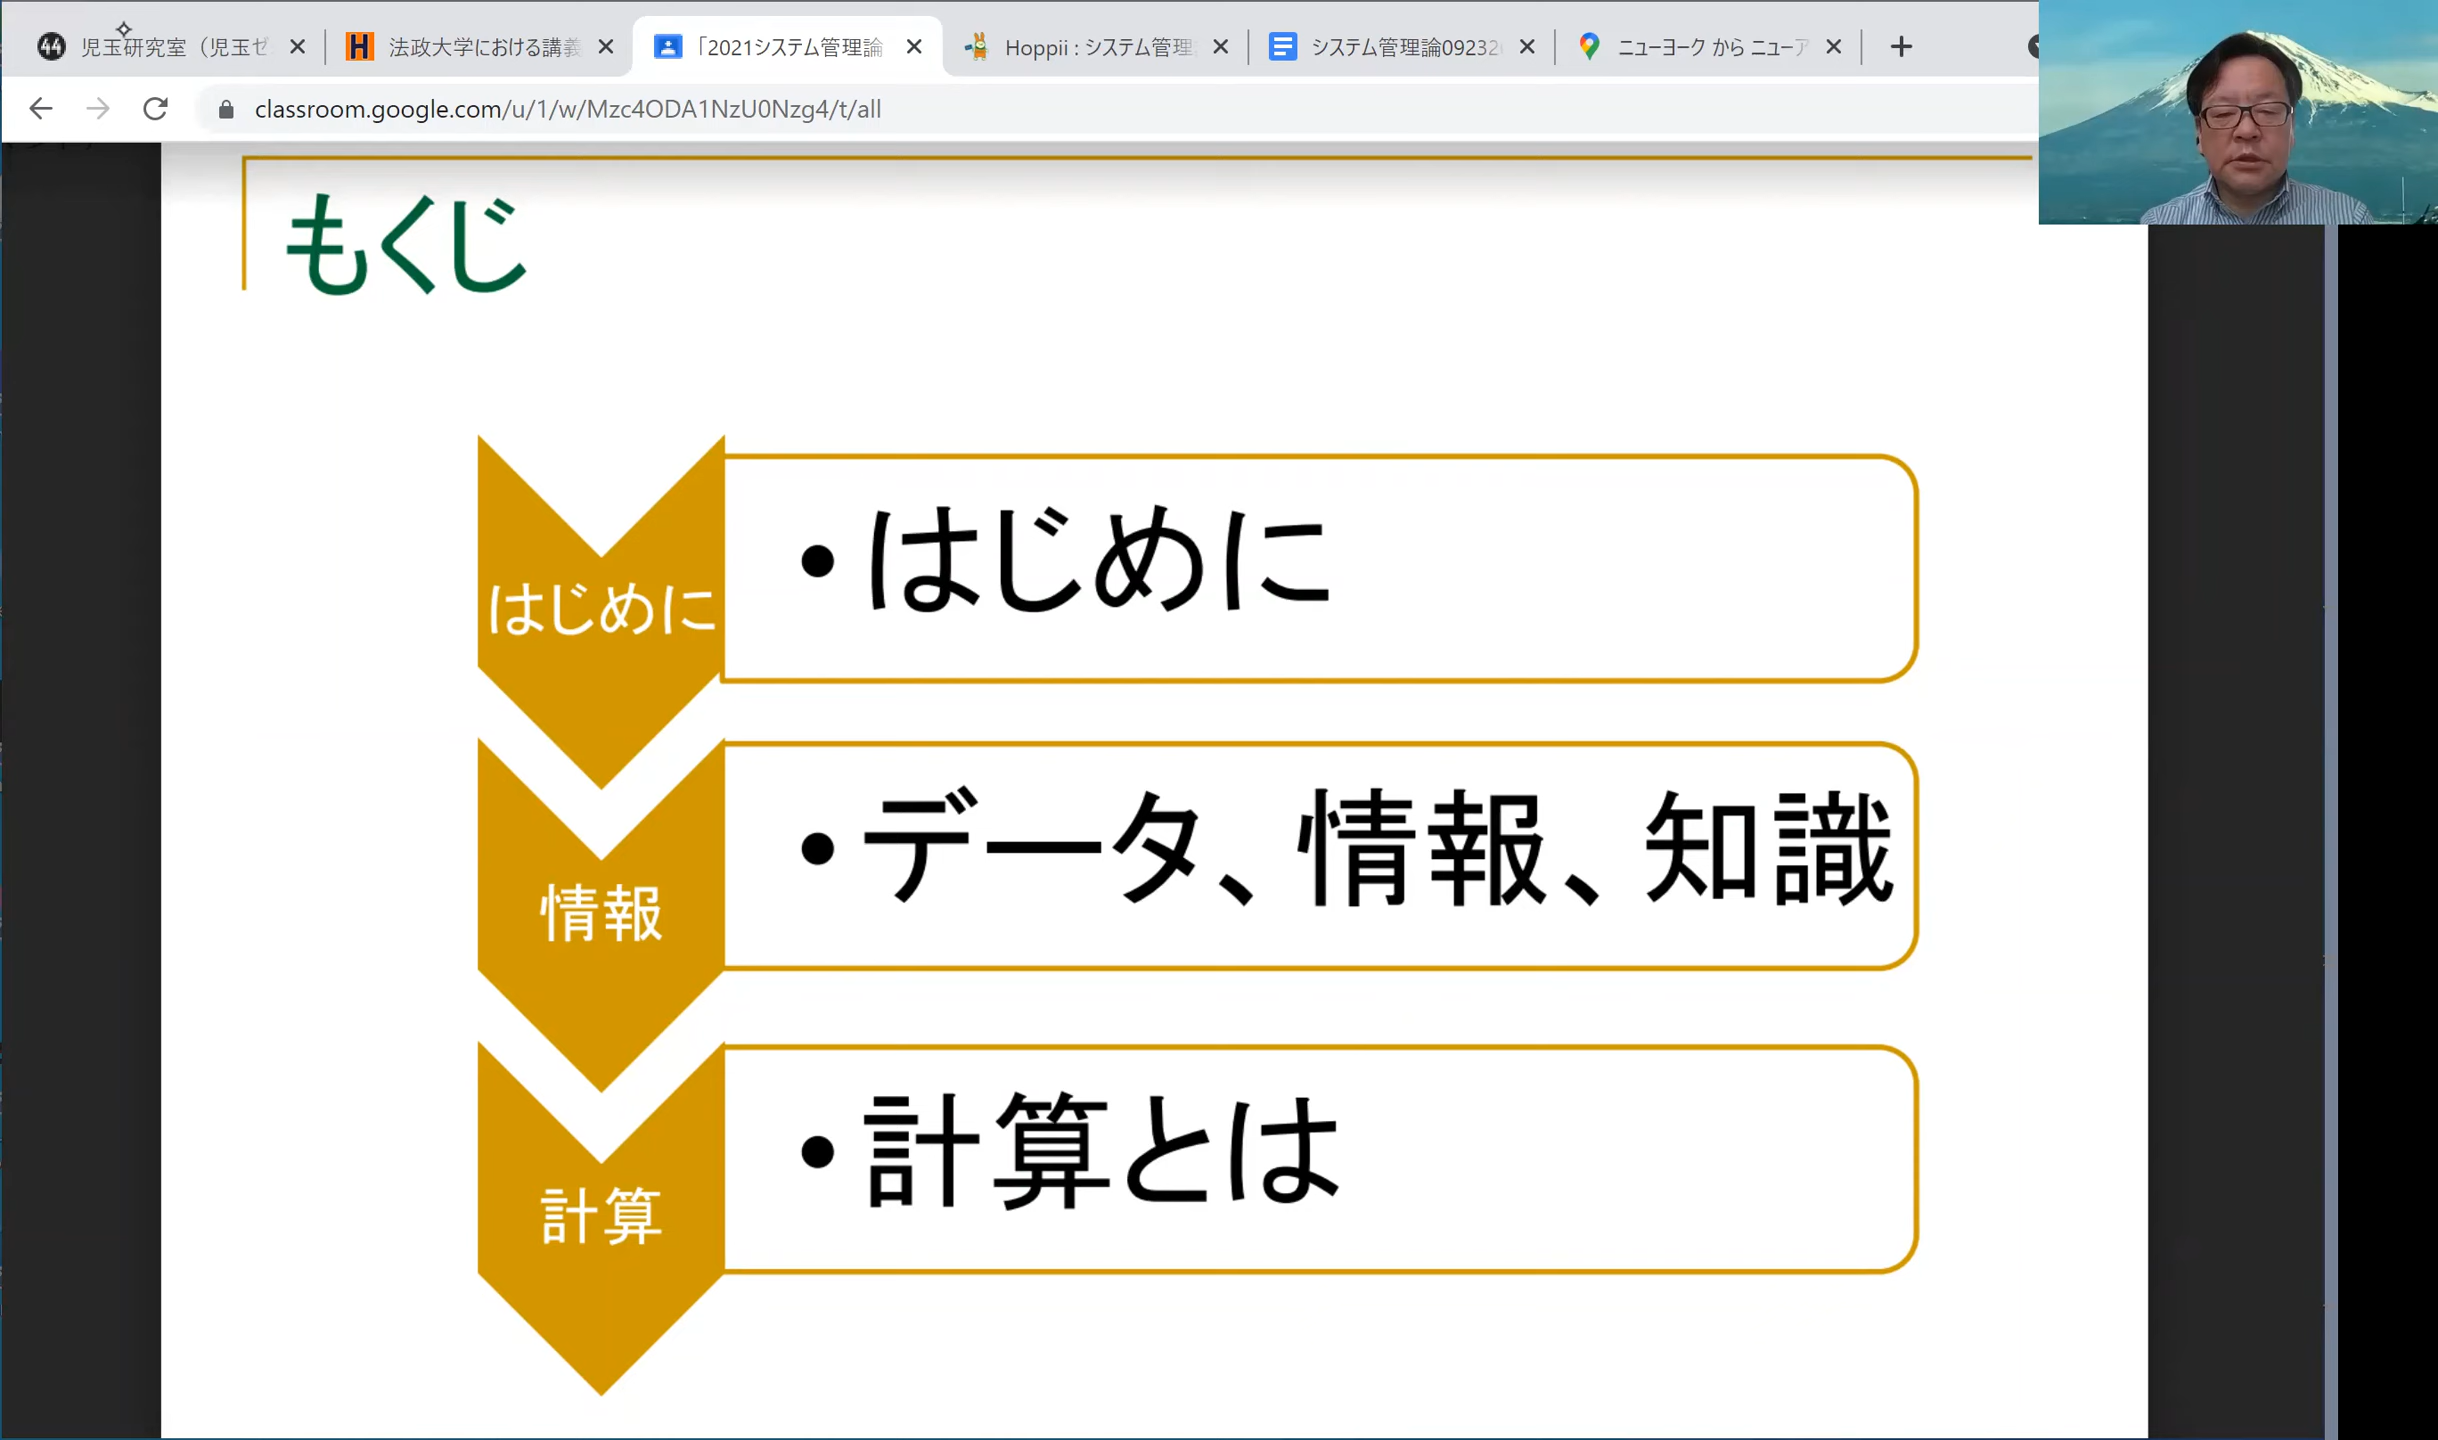 児玉研究室（児玉ゼ
法政大学における講義
「2021システム管理論
Hoppii : システム管理
システム管理論09232
ニューヨーク から ニューア
classroom.google.com/u/1/w/Mzc4ODA1NzU0Nzg4/t/all
もくじ
はじめに
•はじめに
情報
•データ、情報、知識
計算
•計算とは